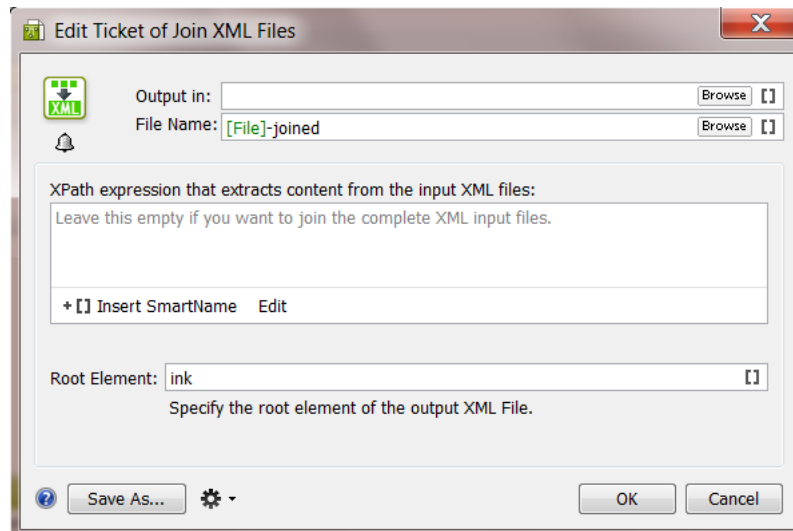 Edit Ticket of Join XML Files
X
XML
Output in:
Browse []
File Name: [File]-joined
Browse []
XPath expression that extracts content from the input XML files:
Leave this empty if you want to join the complete XML input files.
+[] Insert SmartName Edit
Root Element: ink []
Specify the root element of the output XML File.
? Save As... OK Cancel